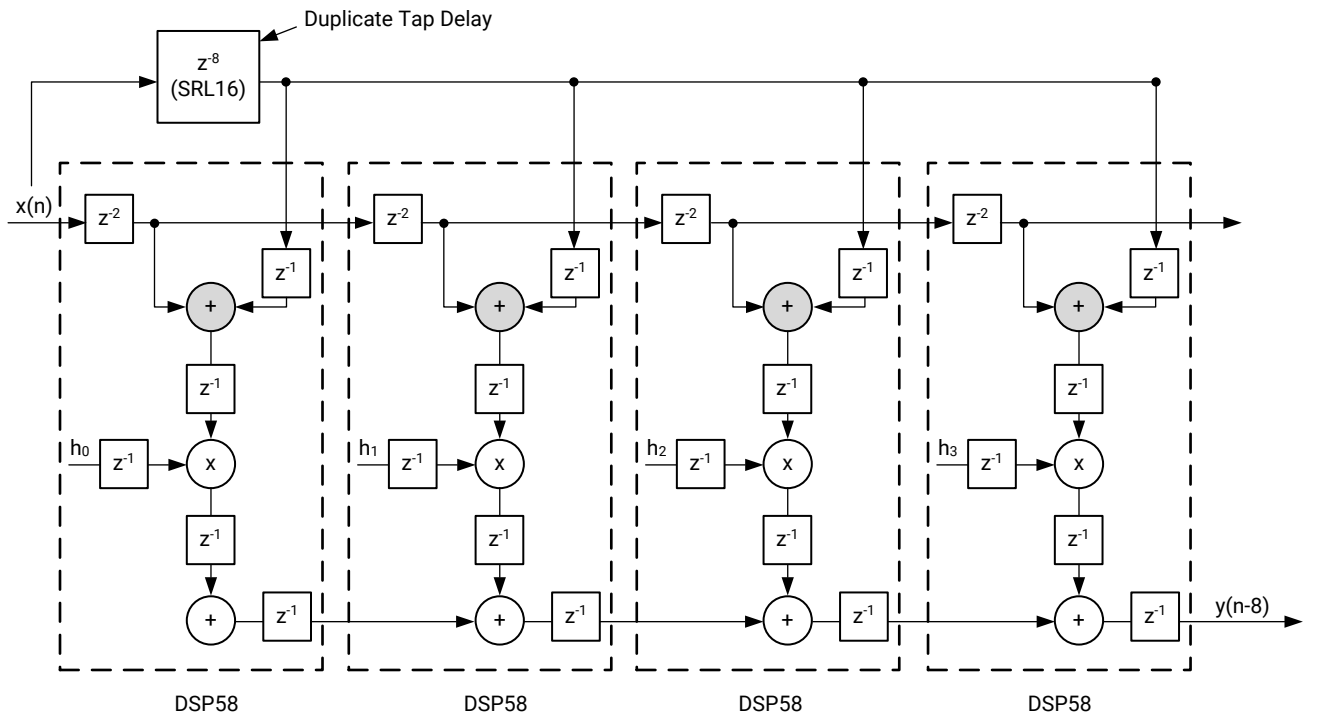 Duplicate Tap Delay
z-8
(SRL16)
x(n)
z-2
z-2
z-2
z-2
z-1
z-1
z-1
z-1
+
+
+
+
z-1
z-1
z-1
z-1
h0
z-1
x
h1
z-1
x
h2
z-1
x
h3
z-1
x
z-1
z-1
z-1
z-1
+
z-1
+
z-1
+
z-1
+
z-1
y(n-8)
DSP58
DSP58
DSP58
DSP58